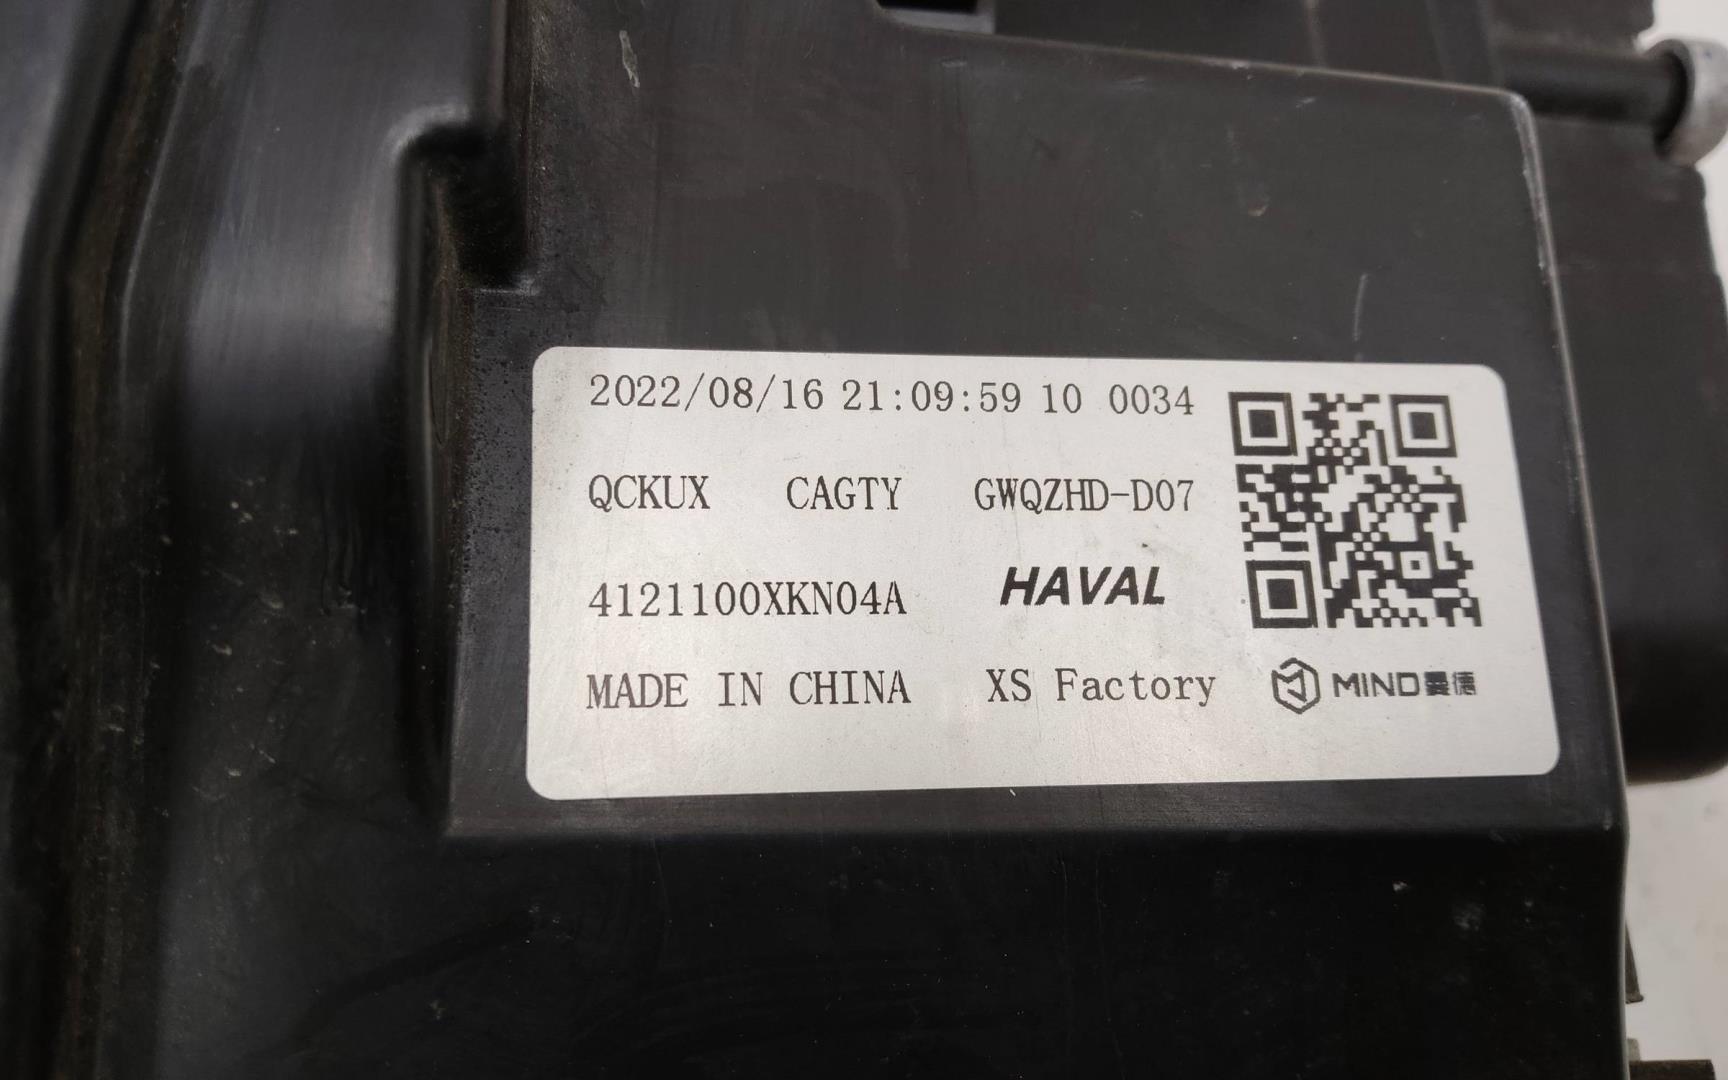 2022/08/16 21:09:59 10 0034
QCKUX CAGTY GWQZHD-D07
4121100XKN04A HAVAL
MADE IN CHINA XS Factory MIND曼德